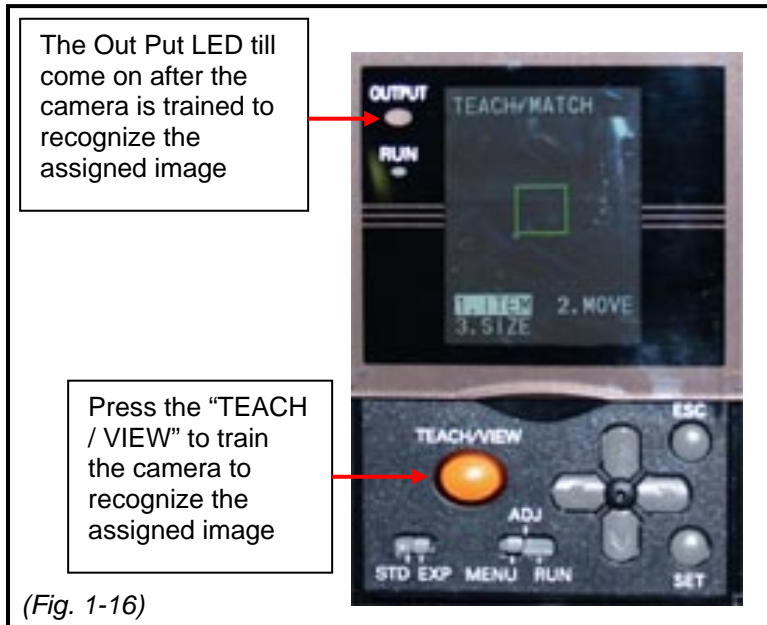 The Out Put LED till
come on after the
camera is trained to
recognize the
assigned image
OUTPUT
RUN
TEACH/MATCH
1.ITEM 2.MOVE
3.SIZE
Press the “TEACH
/ VIEW” to train
the camera to
recognize the
assigned image
TEACH/VIEW
ESC
ADJ
STD EXP MENU RUN
SET
(Fig. 1-16)